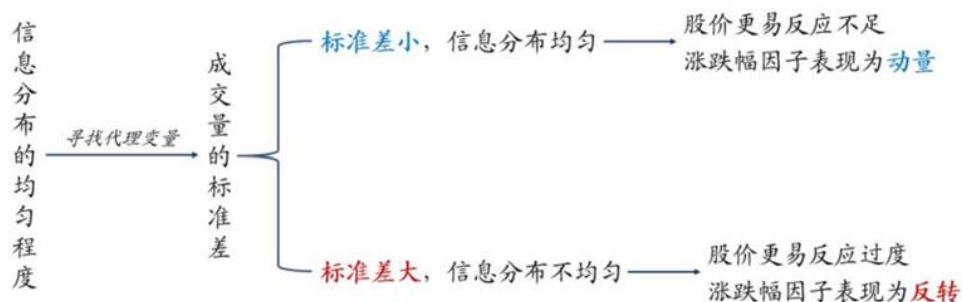 信息分布的均匀程度
寻找代理变量
成交量的标准差
标准差小，信息分布均匀
股价更易反应不足
涨跌幅因子表现为动量
标准差大，信息分布不均匀
股价更易反应过度
涨跌幅因子表现为反转